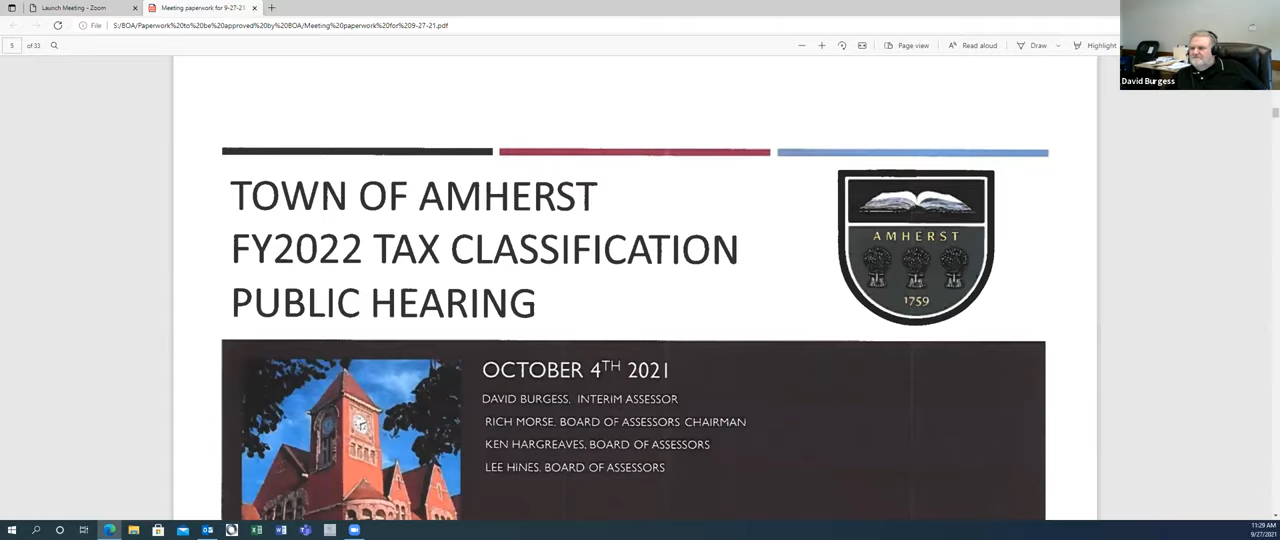 Launch Meeting - Zoom
Meeting paperwork for 9-27-21.
File
S:/BOA/Paperwork%20to%20be%20approved%20by%20BOA/Meeting%20paperwork%20for%209-27-21.pdf
5
of 33
Page view
Read aloud
Draw
Highlight
David Burgess
TOWN OF AMHERST
FY2022 TAX CLASSIFICATION
PUBLIC HEARING
AMHERST
1759
OCTOBER 4TH 2021
DAVID BURGESS, INTERIM ASSESSOR
RICH MORSE, BOARD OF ASSESSORS CHAIRMAN
KEN HARGREAVES, BOARD OF ASSESSORS
LEE HINES, BOARD OF ASSESSORS
11:29 AM
9/27/2021